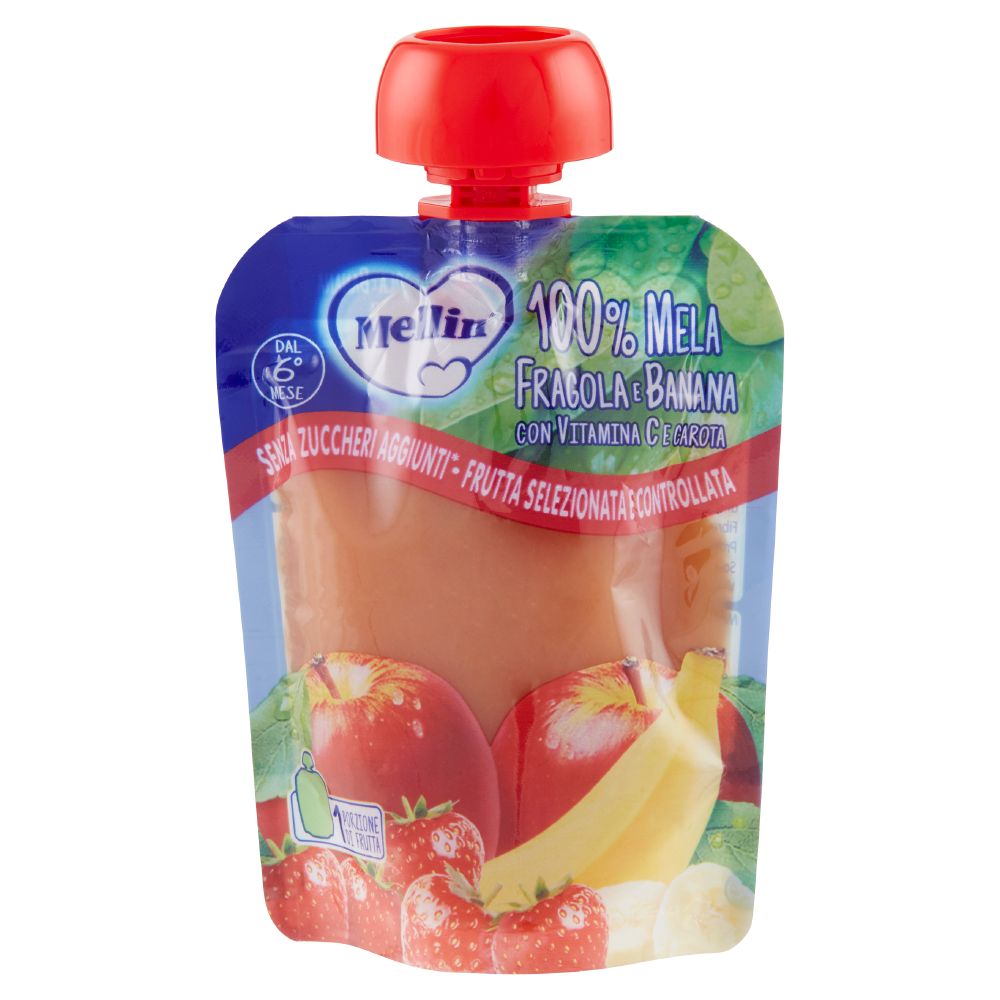 Mellin
100% MELA
FRAGOLA E BANANA
CON VITAMINA C E CAROTA
DAL
6°
MESE
SENZA ZUCCHERI AGGIUNTI* - FRUTTA SELEZIONATA E CONTROLLATA
1 PORZIONE
DI FRUTTA